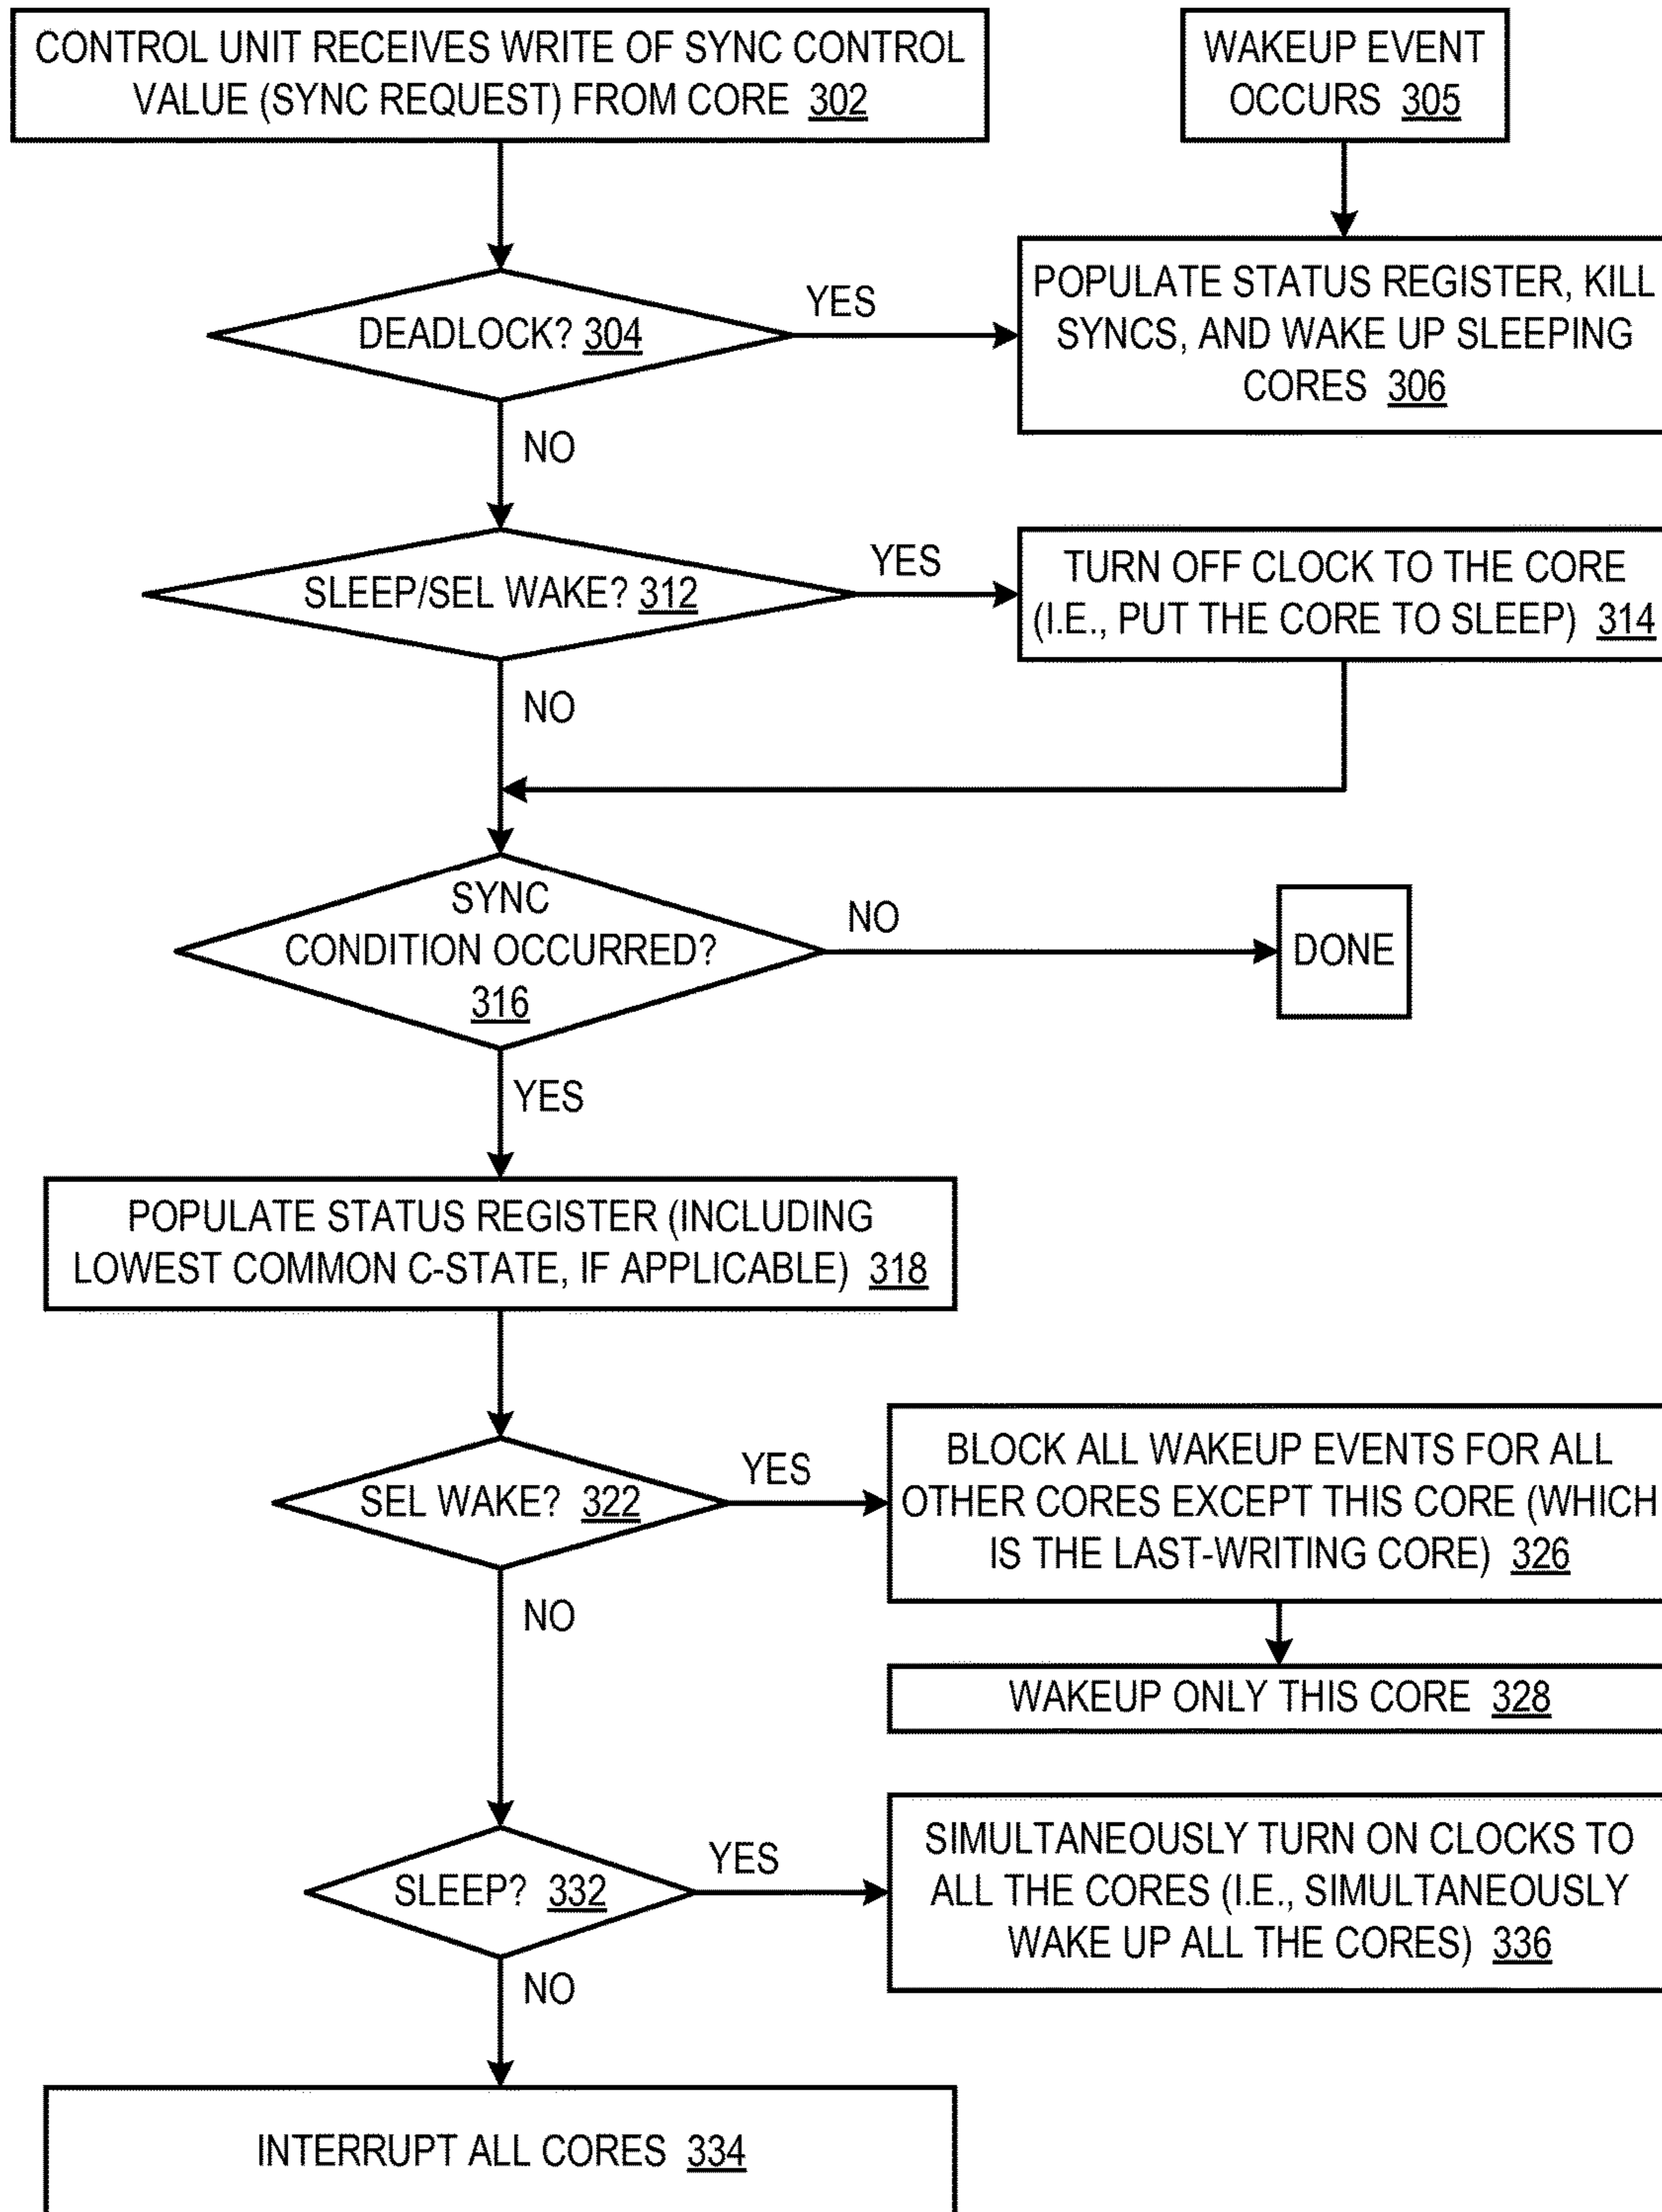 CONTROL UNIT RECEIVES WRITE OF SYNC CONTROL
VALUE (SYNC REQUEST) FROM CORE 302
WAKEUP EVENT
OCCURS 305
DEADLOCK? 304
YES
POPULATE STATUS REGISTER, KILL
SYNCS, AND WAKE UP SLEEPING
CORES 306
NO
SLEEP/SEL WAKE? 312
YES
TURN OFF CLOCK TO THE CORE
(I.E., PUT THE CORE TO SLEEP) 314
NO
SYNC
CONDITION OCCURRED?
316
NO
DONE
YES
POPULATE STATUS REGISTER (INCLUDING
LOWEST COMMON C-STATE, IF APPLICABLE) 318
SEL WAKE? 322
YES
BLOCK ALL WAKEUP EVENTS FOR ALL
OTHER CORES EXCEPT THIS CORE (WHICH
IS THE LAST-WRITING CORE) 326
NO
WAKEUP ONLY THIS CORE 328
SLEEP? 332
YES
SIMULTANEOUSLY TURN ON CLOCKS TO
ALL THE CORES (I.E., SIMULTANEOUSLY
WAKE UP ALL THE CORES) 336
NO
INTERRUPT ALL CORES 334